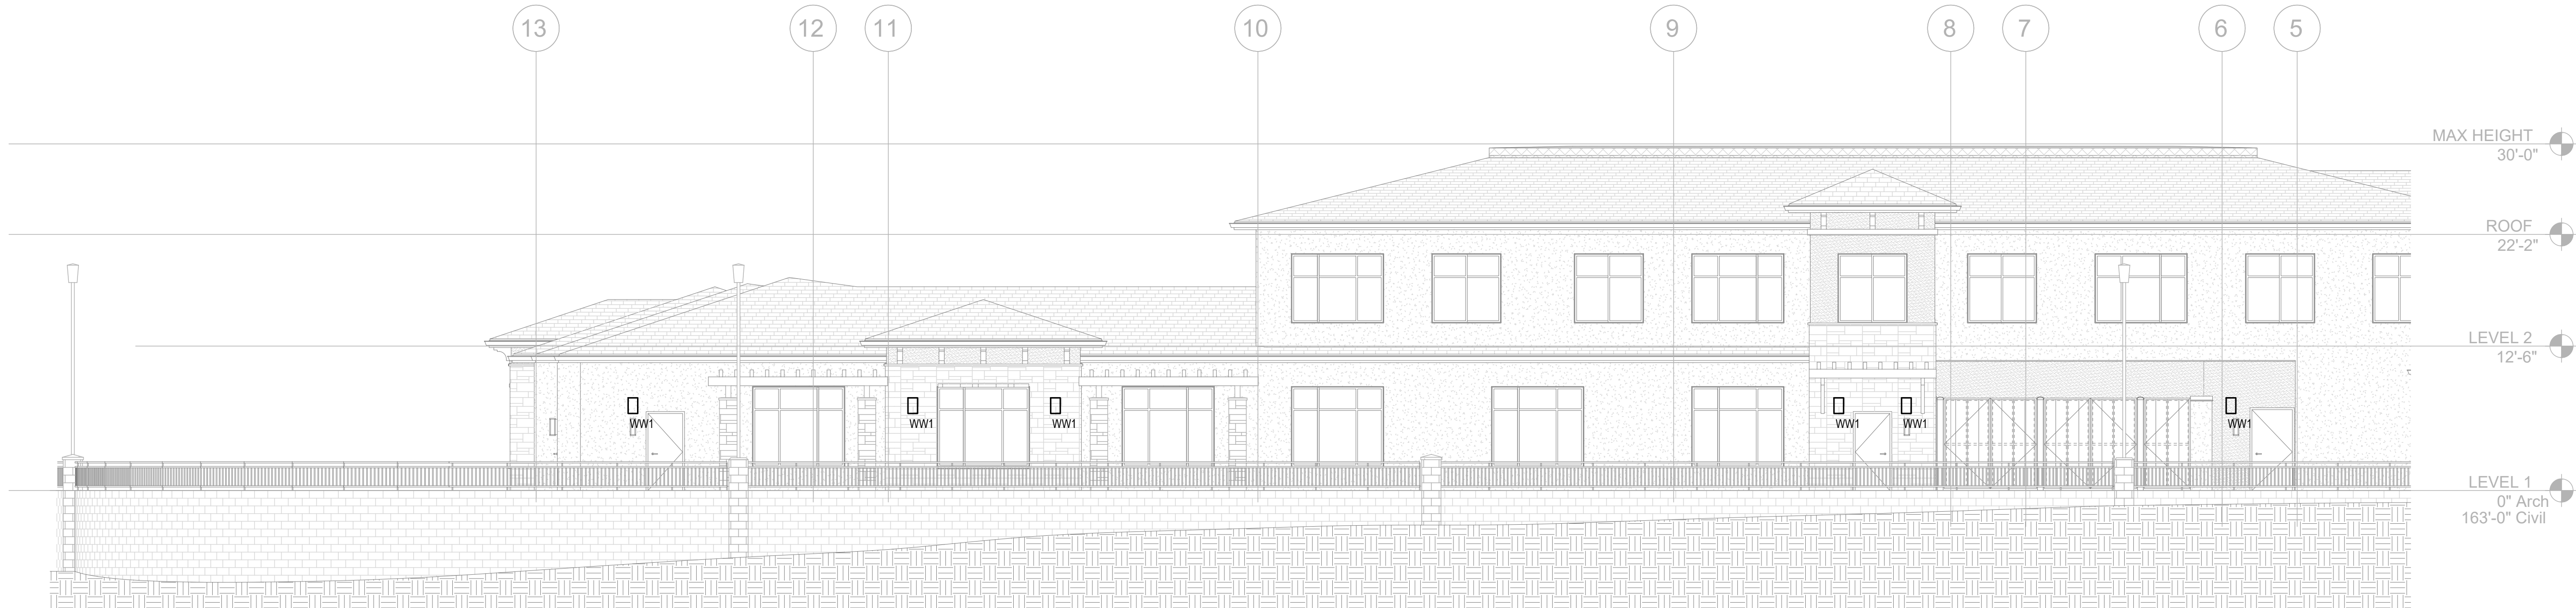 13
12
11
10
9
8
7
6
5
MAX HEIGHT
30'-0"
ROOF
22'-2"
LEVEL 2
12'-6"
WW1
WW1
WW1
WW1
WW1
WW1
LEVEL 1
0" Arch
163'-0" Civil